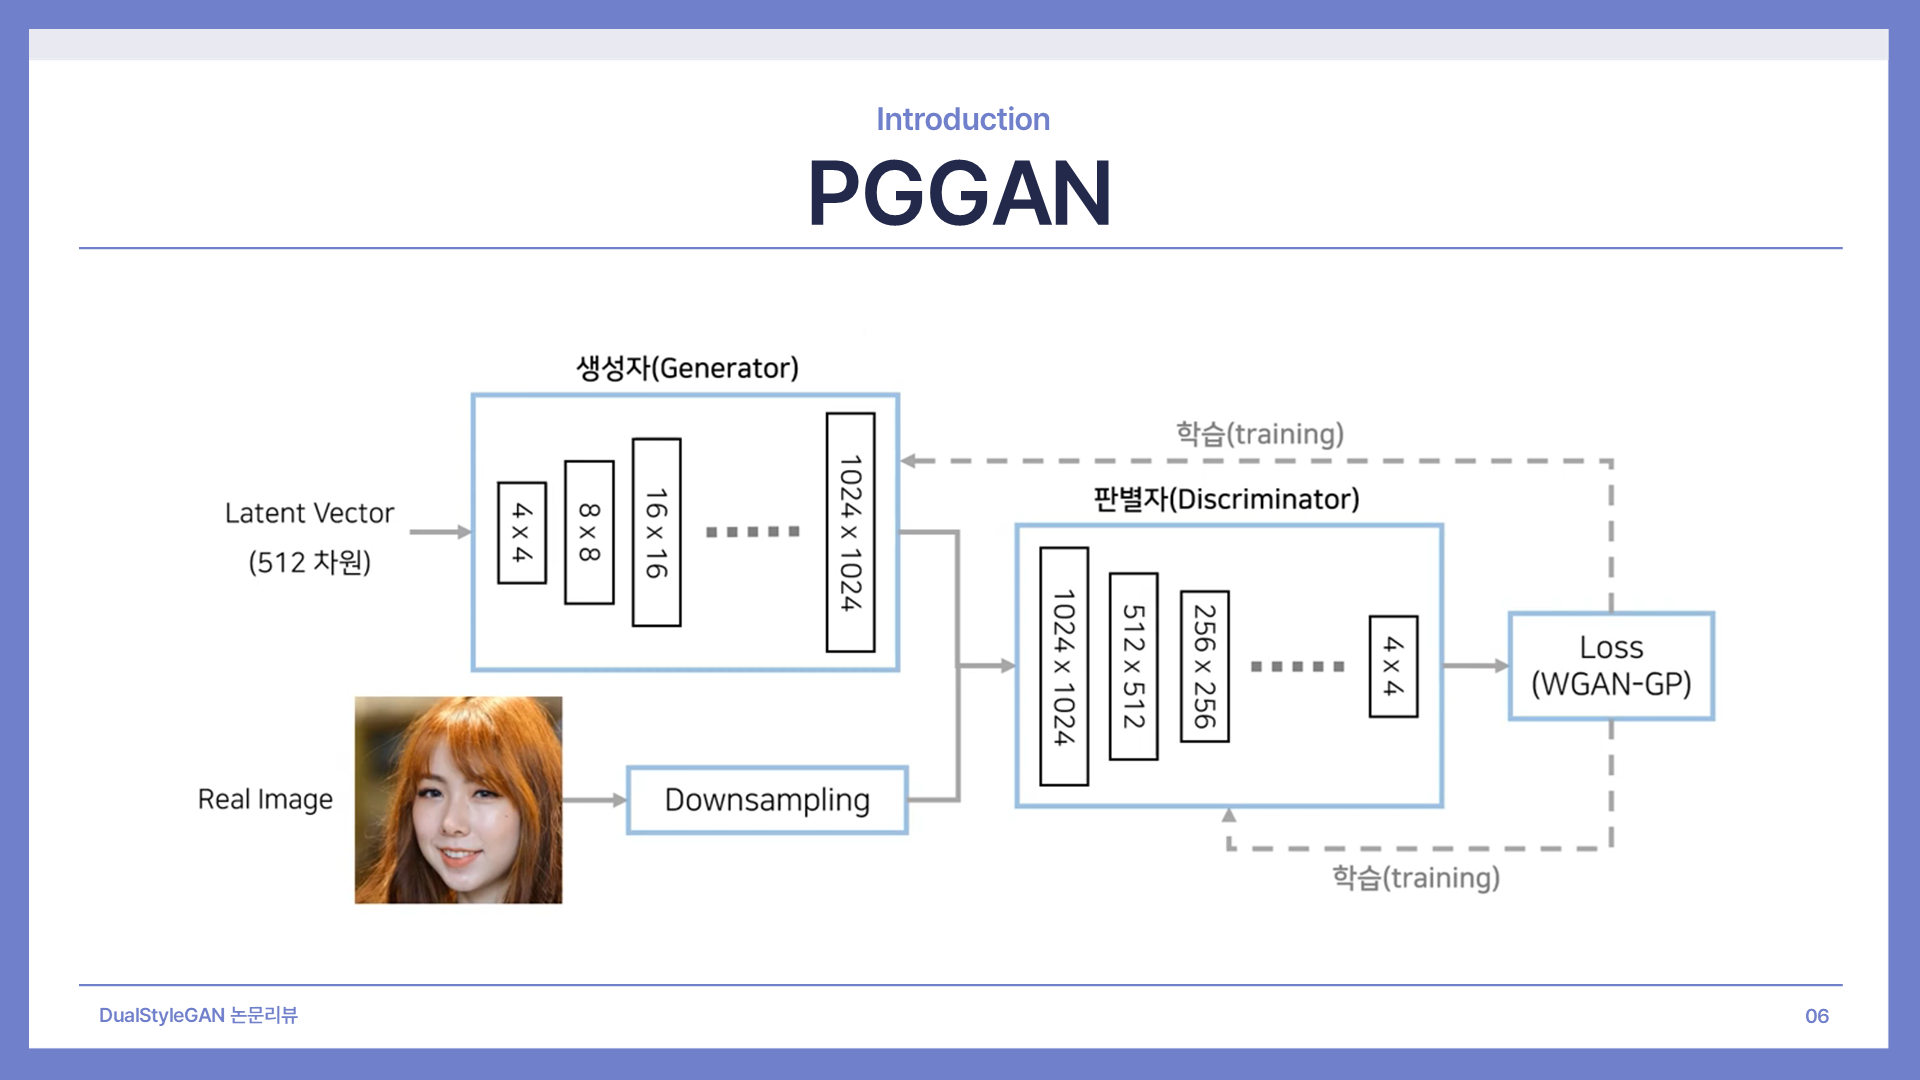 Introduction
PGGAN
생성자(Generator)
Latent Vector
(512 차원)
4 x 4
8 x 8
16 x 16
1024 x 1024
학습(training)
판별자(Discriminator)
1024 x 1024
512 x 512
256 x 256
4 x 4
Loss
(WGAN-GP)
Real Image
Downsampling
학습(training)
DualStyleGAN 논문리뷰
06